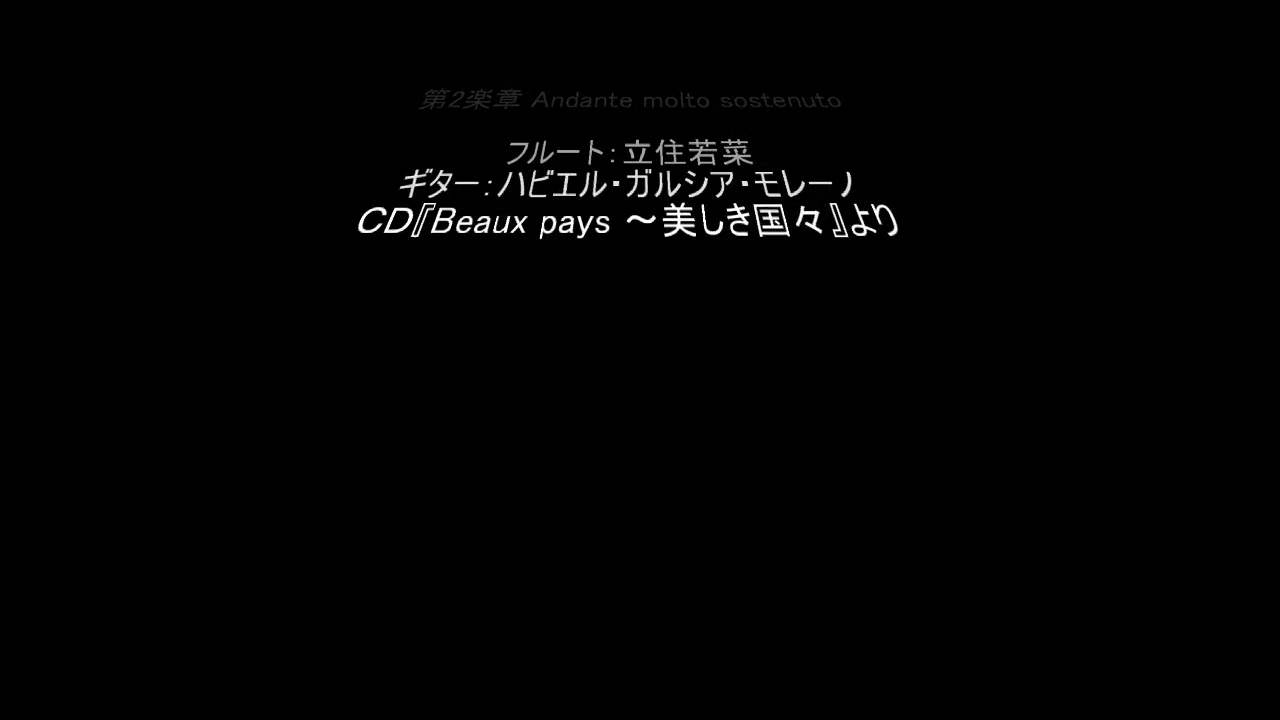 第2楽章 Andante molto sostenuto
フルート：立住若菜
ギター：ハビエル・ガルシア・モレーノ
CD『Beaux pays ～美しき国々』より